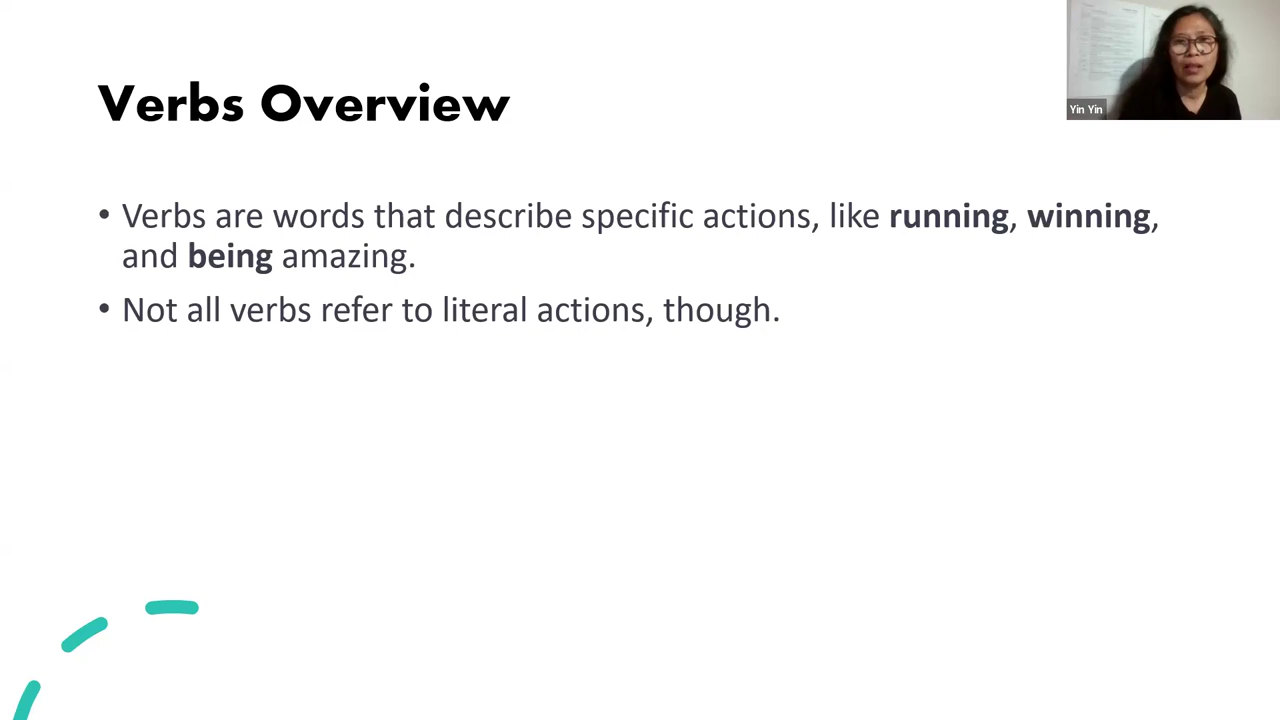 Verbs Overview
Yin Yin
• Verbs are words that describe specific actions, like running, winning,
and being amazing.
• Not all verbs refer to literal actions, though.